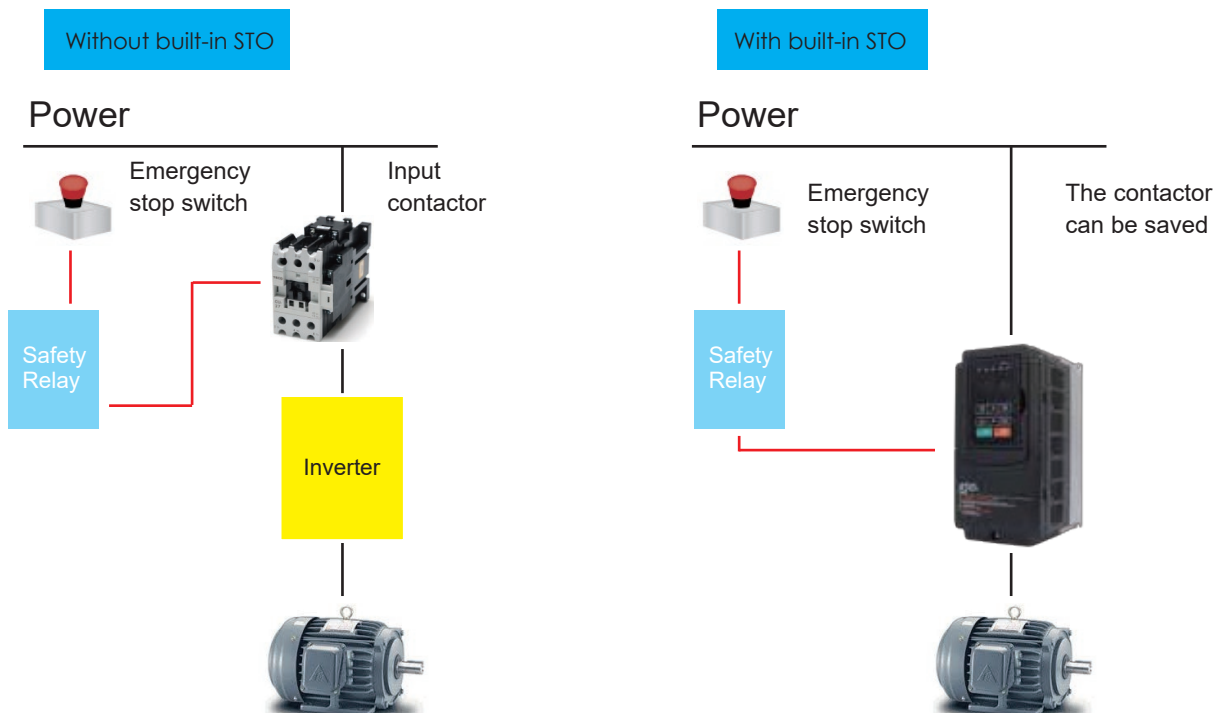 Without built-in STO
With built-in STO
Power
Emergency
stop switch
Input
contactor
Safety
Relay
Inverter
Power
Emergency
stop switch
The contactor
can be saved
Safety
Relay